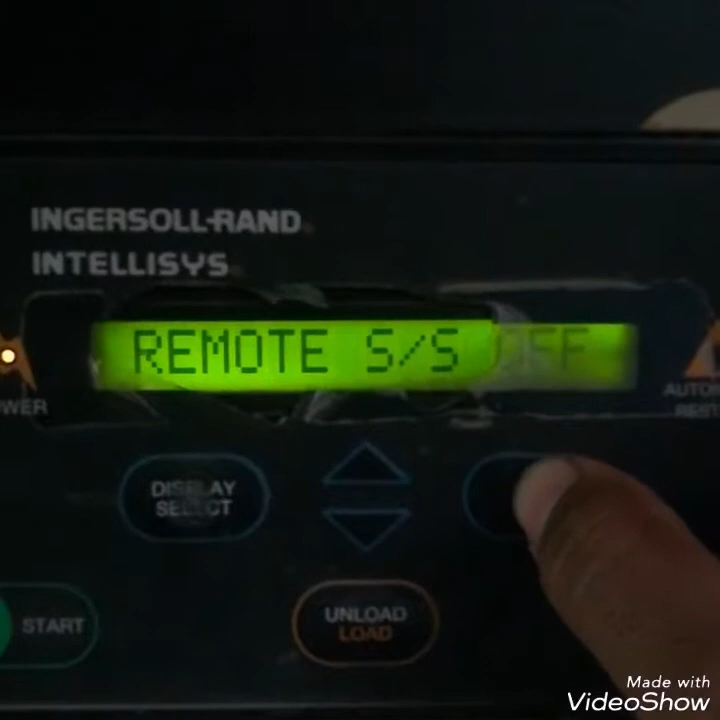 INGERSOLL-RAND
INTELLISYS
REMOTE S/S OFF
DISPLAY
SELECT
START
UNLOAD
LOAD
Made with
VideoShow